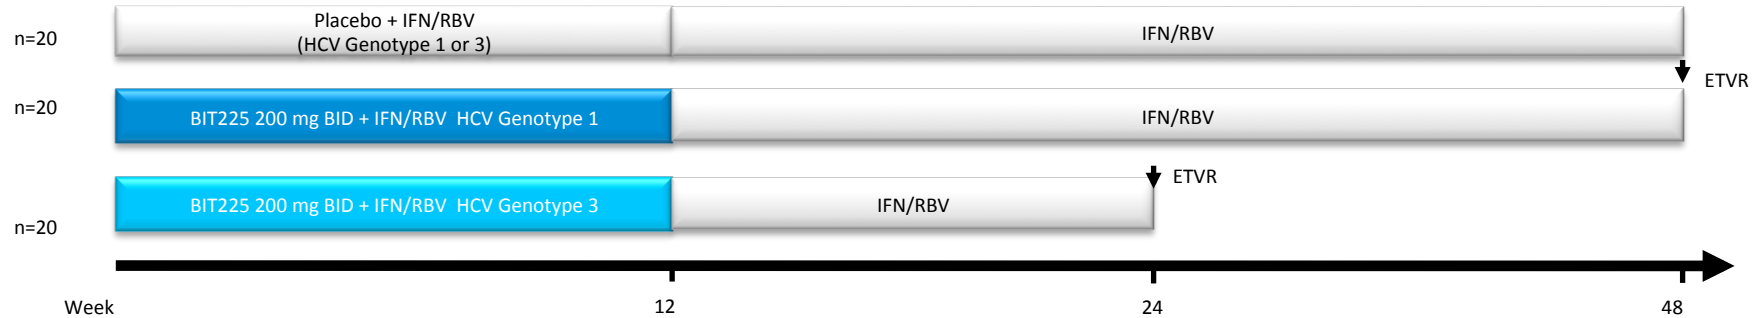 n=20
Placebo + IFN/RBV
(HCV Genotype 1 or 3)
IFN/RBV
ETVR
n=20
BIT225 200 mg BID + IFN/RBV HCV Genotype 1
IFN/RBV
ETVR
n=20
BIT225 200 mg BID + IFN/RBV HCV Genotype 3
IFN/RBV
Week
12
24
48